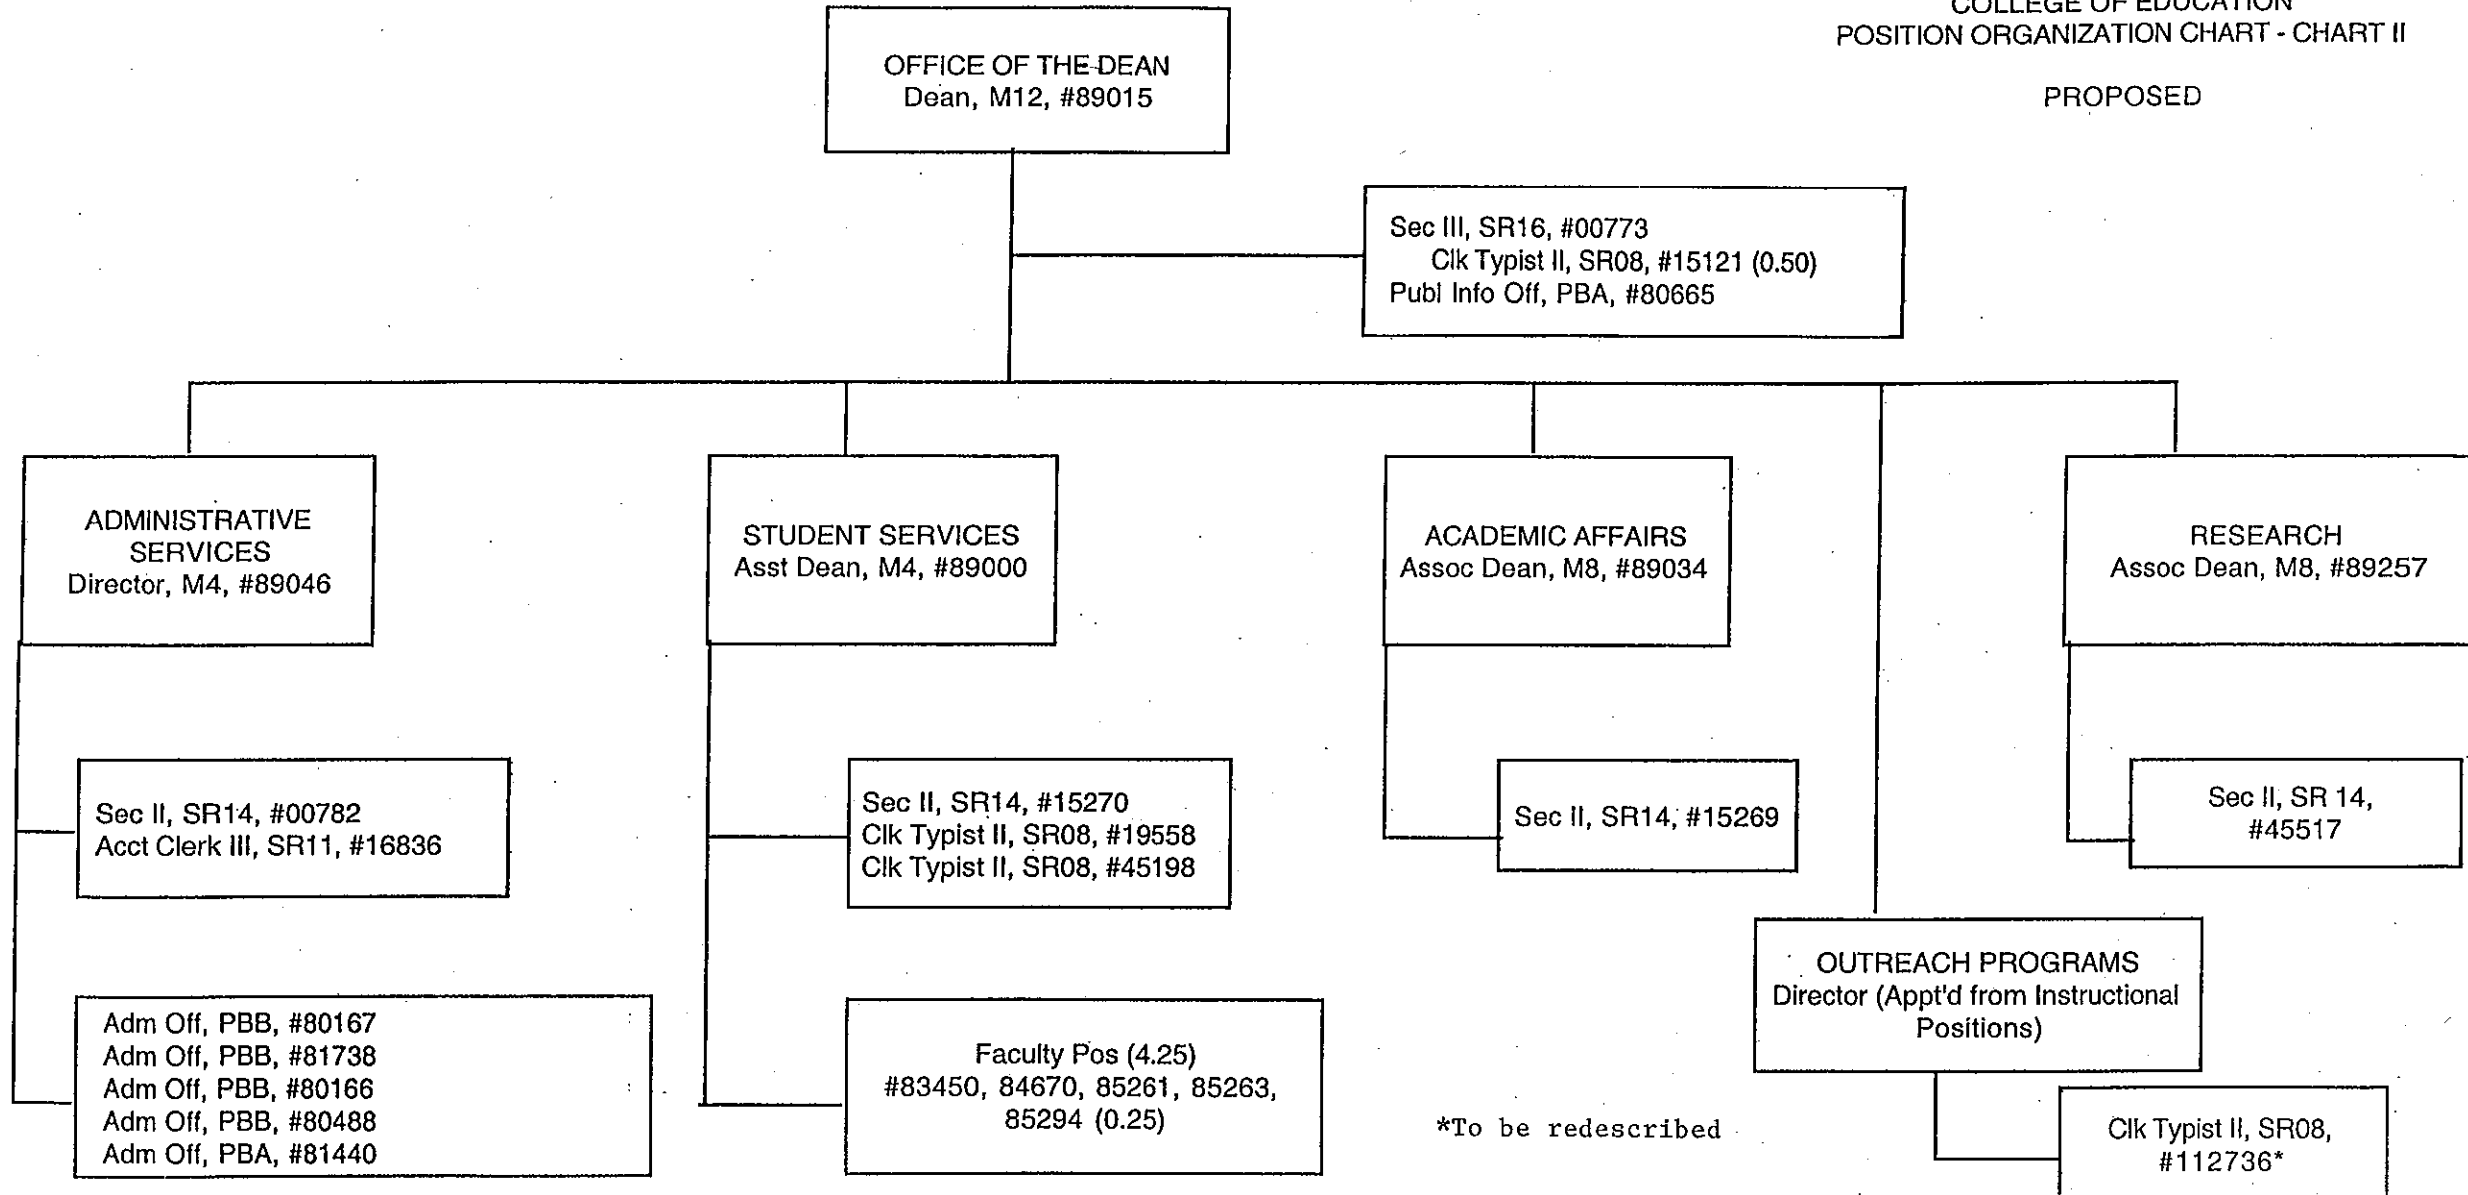 COLLEGE OF EDUCATION
POSITION ORGANIZATION CHART - CHART II
PROPOSED
OFFICE OF THE DEAN
Dean, M12, #89015
Sec III, SR16, #00773
Clk Typist II, SR08, #15121 (0.50)
Publ Info Off, PBA, #80665
ADMINISTRATIVE
SERVICES
Director, M4, #89046
STUDENT SERVICES
Asst Dean, M4, #89000
ACADEMIC AFFAIRS
Assoc Dean, M8, #89034
RESEARCH
Assoc Dean, M8, #89257
Sec II, SR14, #00782
Acct Clerk III, SR11, #16836
Sec II, SR14, #15270
Clk Typist II, SR08, #19558
Clk Typist II, SR08, #45198
Sec II, SR14, #15269
Sec II, SR 14,
#45517
Adm Off, PBB, #80167
Adm Off, PBB, #81738
Adm Off, PBB, #80166
Adm Off, PBB, #80488
Adm Off, PBA, #81440
Faculty Pos (4.25)
#83450, 84670, 85261, 85263,
85294 (0.25)
OUTREACH PROGRAMS
Director (Appt'd from Instructional
Positions)
*To be redescribed
Clk Typist II, SR08,
#112736*